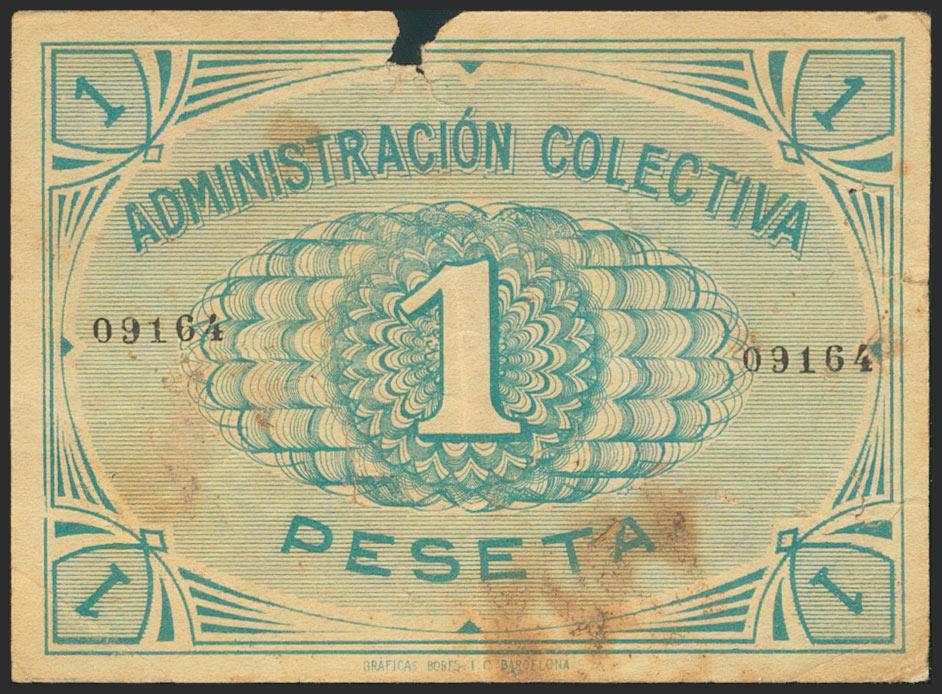 1 1
ADMINISTRACIÓN COLECTIVA
1
09164
09164
PESETA
1 1
GRÁFICAS BOBES I. C. BARCELONA